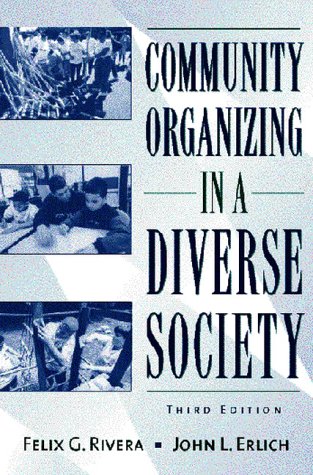 COMMUNITY
ORGANIZING
IN A
DIVERSE
SOCIETY
THIRD EDITION
FELIX G. RIVERA ■ JOHN L. ERLICH